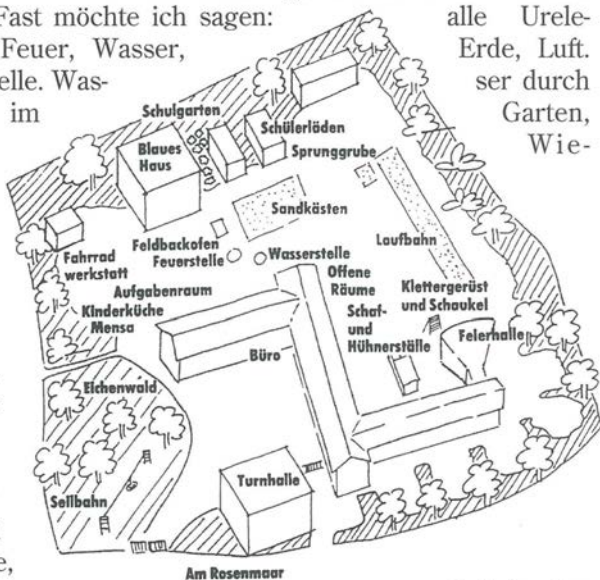 Fast möchte ich sagen:
alle Urele-
Feuer, Wasser,
Erde, Luft.
elle. Was-
ser durch
im
Garten,
Wie-
Schulgarten
Schülerläden
Blaues
Haus
Sprunggrube
Sandkästen
Feldbackofen
Laufbahn
Fahrrad
werkstatt
Feuerstelle
Wasserstelle
Offene
Räume
Aufgabenraum
Kinderküche
Mensa
Klettergerüst
und Schaukel
Schaf-
und
Hühnerställe
Feierhalle
Büro
Eichenwald
Seilbahn
Turnhalle
e,
Am Rosenmaar